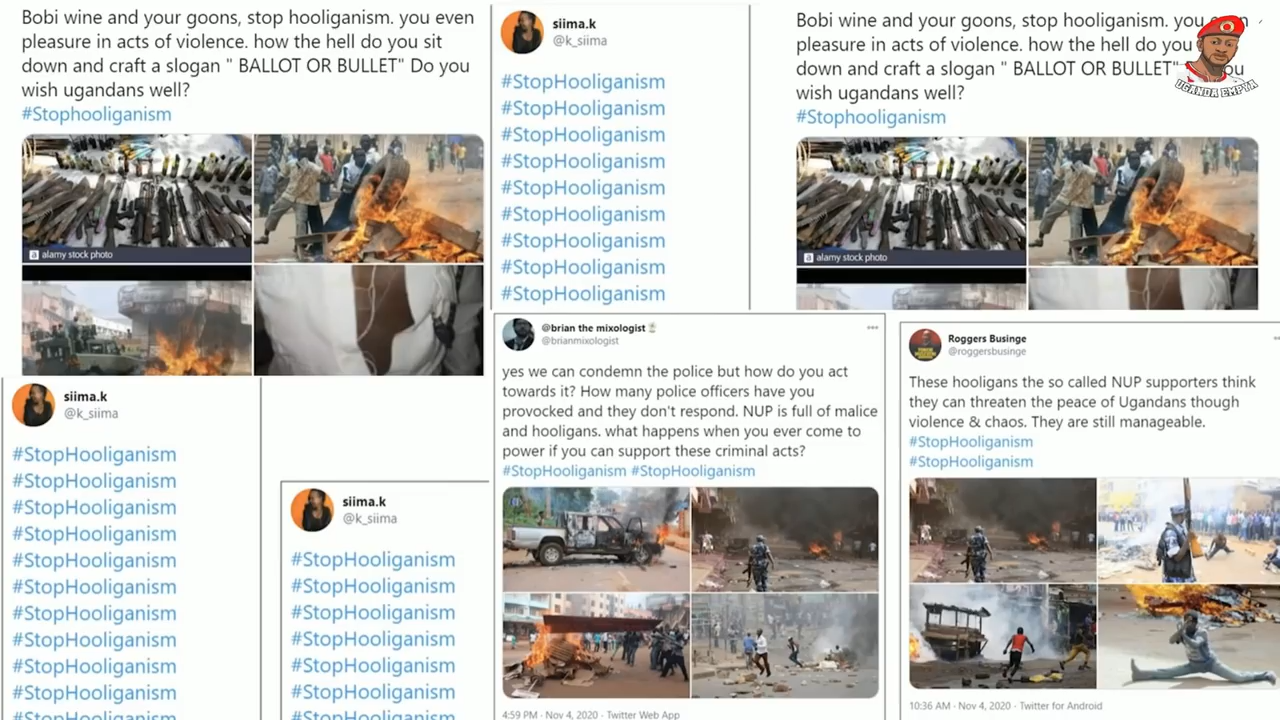 Bobi wine and your goons, stop hooliganism. you even
pleasure in acts of violence. how the hell do you sit
down and craft a slogan " BALLOT OR BULLET" Do you
wish ugandans well?
#Stophooliganism
a alamy stock photo
siima.k
@k_siima
#StopHooliganism
#StopHooliganism
#StopHooliganism
#StopHooliganism
#StopHooliganism
#StopHooliganism
#StopHooliganism
#StopHooliganism
#StopHooliganism
Bobi wine and your goons, stop hooliganism. you
pleasure in acts of violence. how the hell do you
down and craft a slogan " BALLOT OR BULLET"
wish ugandans well?
#Stophooliganism
a alamy stock photo
UGANDA EMPYA
siima.k
@k_siima
#StopHooliganism
#StopHooliganism
#StopHooliganism
#StopHooliganism
#StopHooliganism
#StopHooliganism
#StopHooliganism
#StopHooliganism
#StopHooliganism
#StopHooliganism
#StopHooliganism
siima.k
@k_siima
#StopHooliganism
#StopHooliganism
#StopHooliganism
#StopHooliganism
#StopHooliganism
#StopHooliganism
#StopHooliganism
@brian the mixologist
@brianmixologist
yes we can condemn the police but how do you act
towards it? How many police officers have you
provocked and they don't respond. NUP is full of malice
and hooligans. what happens when you ever come to
power if you can support these criminal acts?
#StopHooliganism #StopHooliganism
4:59 PM · Nov 4, 2020 · Twitter Web App
Roggers Businge
@roggersbusinge
These hooligans the so called NUP supporters think
they can threaten the peace of Ugandans though
violence & chaos. They are still manageable.
#StopHooliganism
#StopHooliganism
10:36 AM · Nov 4, 2020 · Twitter for Android